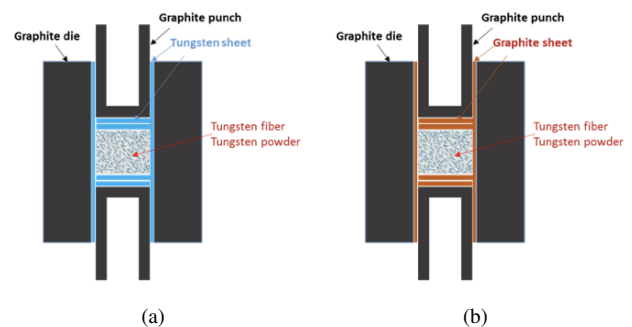 Graphite punch
Graphite die
Tungsten sheet
Tungsten fiber
Tungsten powder
(a)
Graphite punch
Graphite die
Graphite sheet
Tungsten fiber
Tungsten powder
(b)